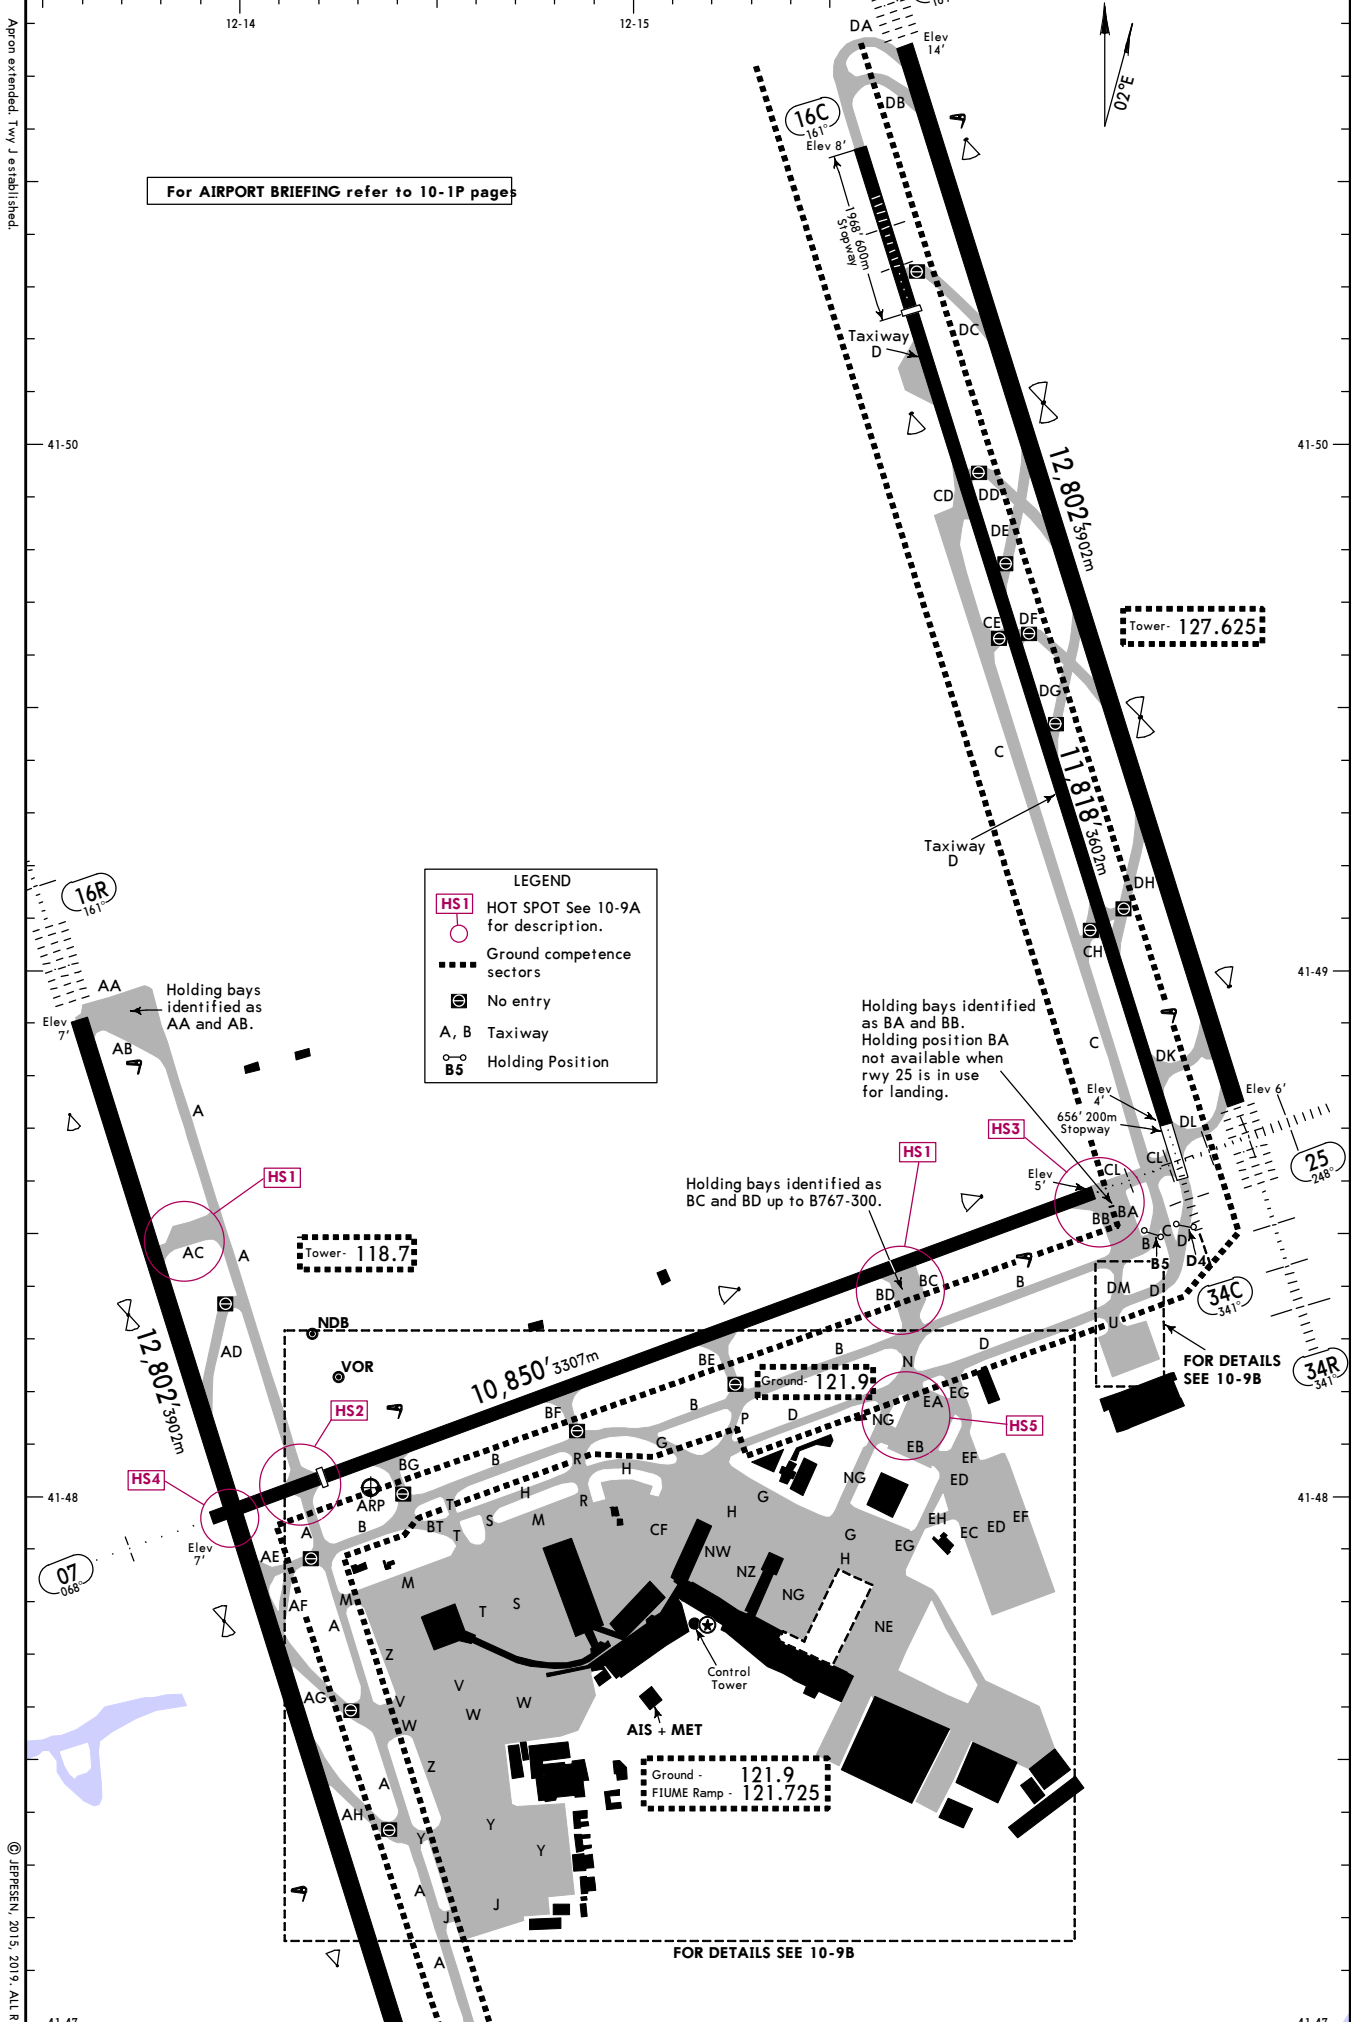 12-14
12-15
161°
DA
Elev
14'
02°E
DB
16C
161°
Elev 8'
Apron extended. Twy J established.
For AIRPORT BRIEFING refer to 10-1P pages
1968' 600m
Stopway
DC
Taxiway
D
41-50
41-50
12,802' 3902m
CD
DD
DE
CE
DF
Tower- 127.625
DG
C
11,818' 3602m
Taxiway
D
DH
16R
161°
LEGEND
HS1
HOT SPOT See 10-9A
for description.
Ground competence
sectors
No entry
A, B
Taxiway
B5
Holding Position
CH
41-49
AA
Holding bays
identified as
AA and AB.
Elev
7'
AB
A
Holding bays identified
as BA and BB.
Holding position BA
not available when
rwy 25 is in use
for landing.
C
DK
Elev
4'
Elev 6'
656' 200m
Stopway
DL
HS3
HS1
CL
CL
25
248°
HS1
Elev
5'
Holding bays identified as
BC and BD up to B767-300.
BB
BA
B
C
D
B5
D4
AC
A
Tower- 118.7
BC
BD
B
DM
D
34C
341°
NDB
U
12,802' 3902m
AD
VOR
10,850' 3307m
BE
B
N
D
FOR DETAILS
SEE 10-9B
34R
341°
Ground- 121.9
HS2
BF
B
P
D
NG
EA
EG
HS5
EB
HS4
BG
B
R
G
H
EF
ED
NG
41-48
41-48
ARP
A
B
BT
T
T
S
H
M
R
CF
H
G
G
H
EH
EG
EC
ED
EF
Elev
7'
07
068°
AE
AF
A
M
M
T
S
NW
NZ
NG
NE
Z
Control
Tower
AG
V
W
V
W
W
AIS + MET
Z
A
Ground - 121.9
FIUME Ramp - 121.725
AH
Y
Y
Y
A
J
J
A
FOR DETAILS SEE 10-9B
© JEPPESEN, 2015, 2019. ALL R
41-47
41-47